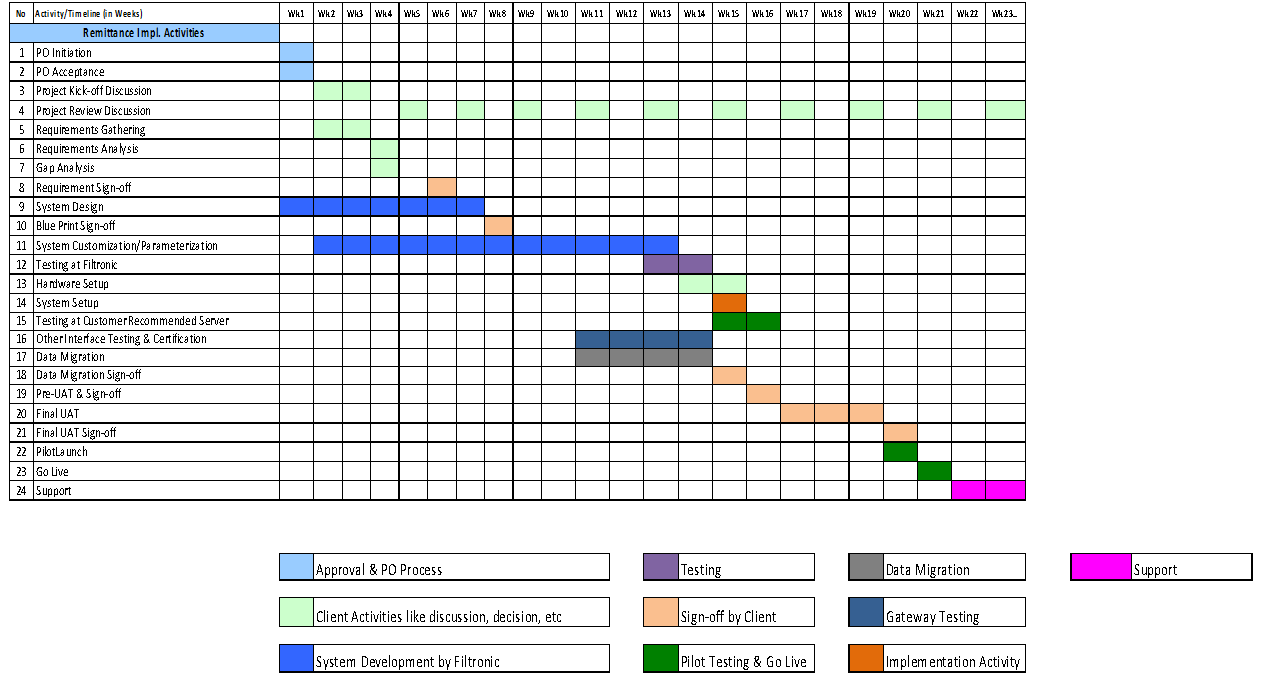 No Activity/Timeline (in Weeks) Wk1 Wk2 Wk3 Wk4 Wk5 Wk6 Wk7 Wk8 Wk9 Wk10 Wk11 Wk12 Wk13 Wk14 Wk15 Wk16 Wk17 Wk18 Wk19 Wk20 Wk21 Wk22 Wk23...
Remittance Impl. Activities
1 PO Initiation
2 PO Acceptance
3 Project Kick-off Discussion
4 Project Review Discussion
5 Requirements Gathering
6 Requirements Analysis
7 Gap Analysis
8 Requirement Sign-off
9 System Design
10 Blue Print Sign-off
11 System Customization/Parameterization
12 Testing at Filtronic
13 Hardware Setup
14 System Setup
15 Testing at Customer Recommended Server
16 Other Interface Testing & Certification
17 Data Migration
18 Data Migration Sign-off
19 Pre-UAT & Sign-off
20 Final UAT
21 Final UAT Sign-off
22 PilotLaunch
23 Go Live
24 Support
Approval & PO Process Testing Data Migration Support
Client Activities like discussion, decision, etc Sign-off by Client Gateway Testing
System Development by Filtronic Pilot Testing & Go Live Implementation Activity